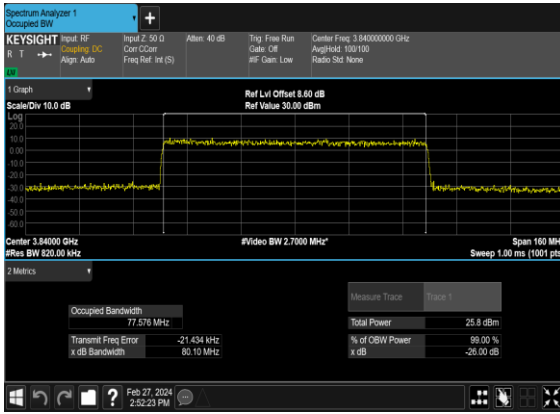 Spectrum Analyzer 1
Occupied BW
KEYSIGHT
R T
LXI
Input: RF
Coupling: DC
Align: Auto
Input Z: 50 Ω
Corr CCorr
Freq Ref: Int (S)
Atten: 40 dB
Trig: Free Run
Gate: Off
#IF Gain: Low
Center Freq: 3.840000000 GHz
Avg|Hold: 100/100
Radio Std: None
1 Graph
Scale/Div 10.0 dB
Ref Lvl Offset 8.60 dB
Ref Value 30.00 dBm
Log
20.0
10.0
0.00
-10.0
-20.0
-30.0
-40.0
-50.0
-60.0
Center 3.84000 GHz
#Res BW 820.00 kHz
#Video BW 2.7000 MHz*
Span 160 MH
Sweep 1.00 ms (1001 pts
2 Metrics
Measure Trace Trace 1
Occupied Bandwidth
77.576 MHz
Total Power 25.8 dBm
Transmit Freq Error -21.434 kHz
% of OBW Power 99.00 %
x dB Bandwidth 80.10 MHz
x dB -26.00 dB
?
Feb 27, 2024
2:52:23 PM